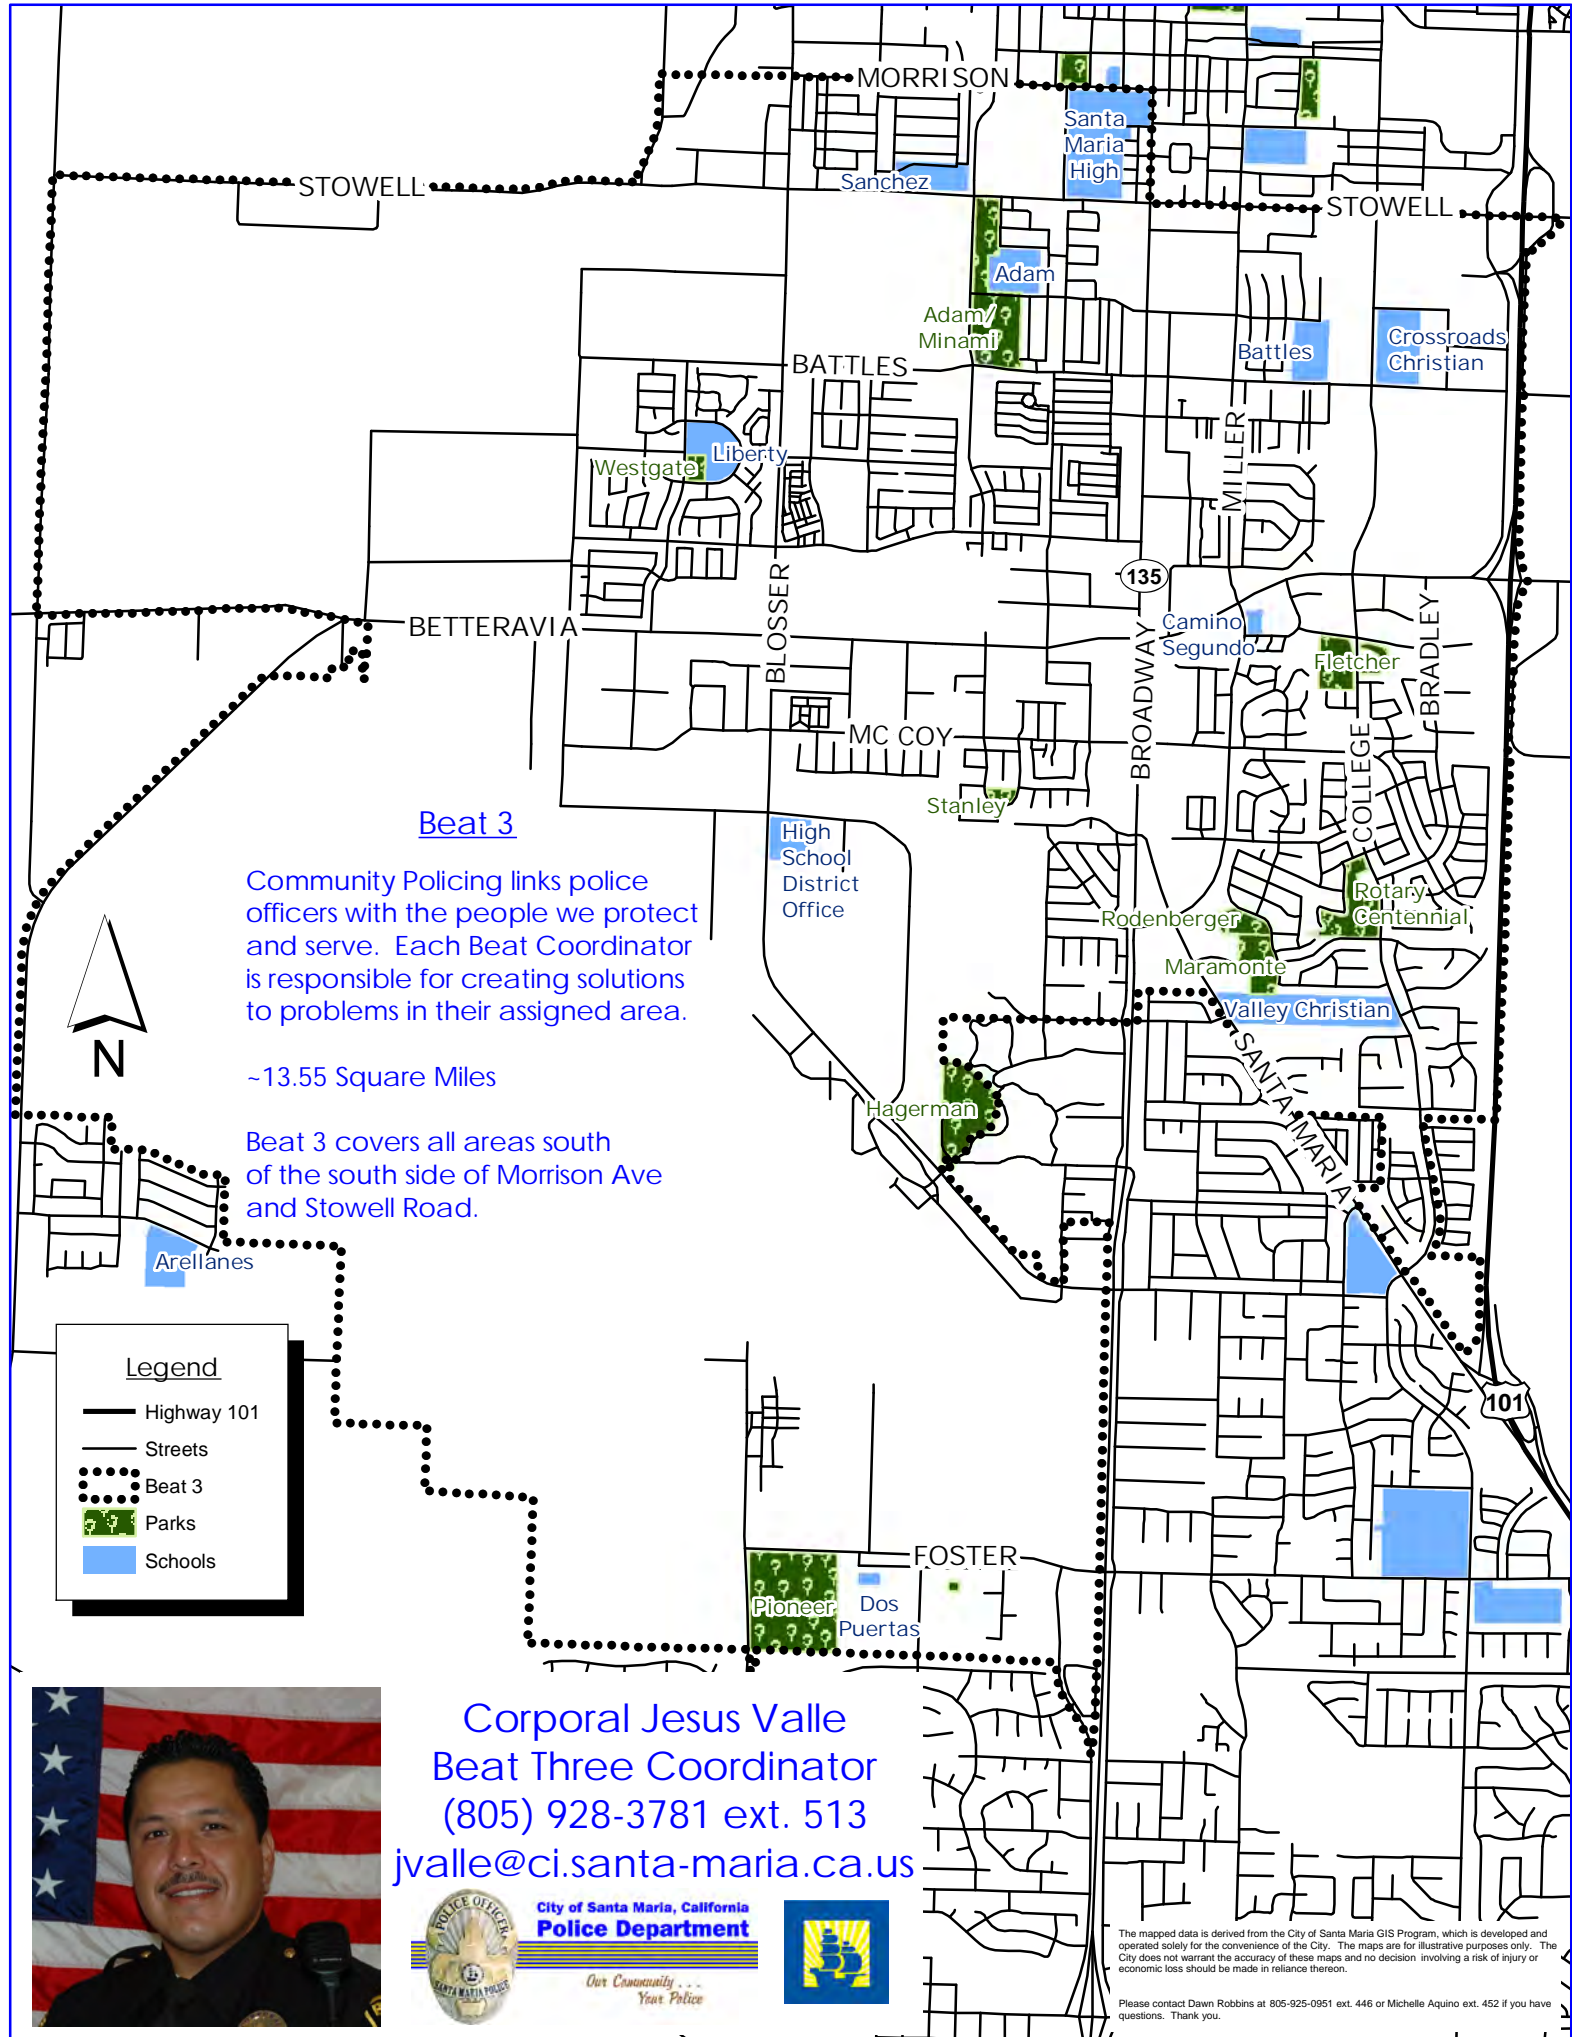 MORRISON
Santa
Maria
High
STOWELL
Sanchez
STOWELL
Adam
Adam/
Minami
Battles
Crossroads
Christian
BATTLES
MILLER
Liberty
Westgate
135
BLOSSER
BETTERAVIA
Camino
Segundo
BROADWAY
Fletcher
BRADLEY
MC COY
COLLEGE
Stanley
Beat 3
High
School
District
Office
Community Policing links police
officers with the people we protect
and serve. Each Beat Coordinator
is responsible for creating solutions
to problems in their assigned area.
Rotary
Centennial
Rodenberger
Maramonte
Valley Christian
N
~13.55 Square Miles
SANTA MARIA
Hagerman
Beat 3 covers all areas south
of the south side of Morrison Ave
and Stowell Road.
Arellanes
Legend
Highway 101
Streets
Beat 3
Parks
Schools
101
FOSTER
Pioneer
Dos
Puertas
Corporal Jesus Valle
Beat Three Coordinator
(805) 928-3781 ext. 513
jvalle@ci.santa-maria.ca.us
POLICE OFFICER
SANTA MARIA POLICE
City of Santa Maria, California
Police Department
Our Community . . .
Your Police
The mapped data is derived from the City of Santa Maria GIS Program, which is developed and
operated solely for the convenience of the City. The maps are for illustrative purposes only. The
City does not warrant the accuracy of these maps and no decision involving a risk of injury or
economic loss should be made in reliance thereon.
Please contact Dawn Robbins at 805-925-0951 ext. 446 or Michelle Aquino ext. 452 if you have
questions. Thank you.